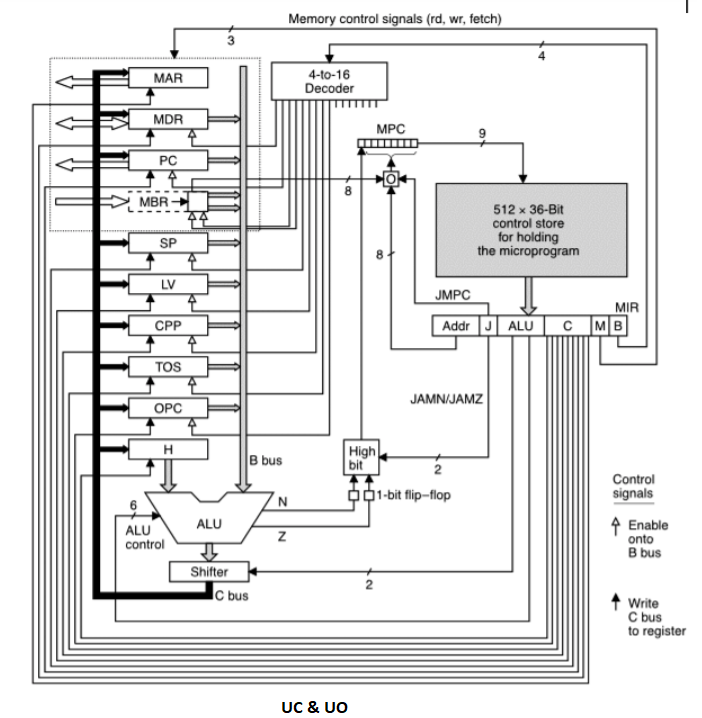 Memory control signals (rd, wr, fetch)
3
4
MAR
4-to-16
Decoder
MDR
MPC
9
PC
O
8
MBR
512 × 36-Bit
control store
for holding
the microprogram
SP
8
LV
JMPC
MIR
CPP
Addr J ALU C M B
TOS
JAMN/JAMZ
OPC
H
High
bit
B bus
2
Control
signals
6
N
1-bit flip–flop
ALU
ALU
control
Z
Enable
onto
B bus
Shifter
2
C bus
Write
C bus
to register
UC & UO